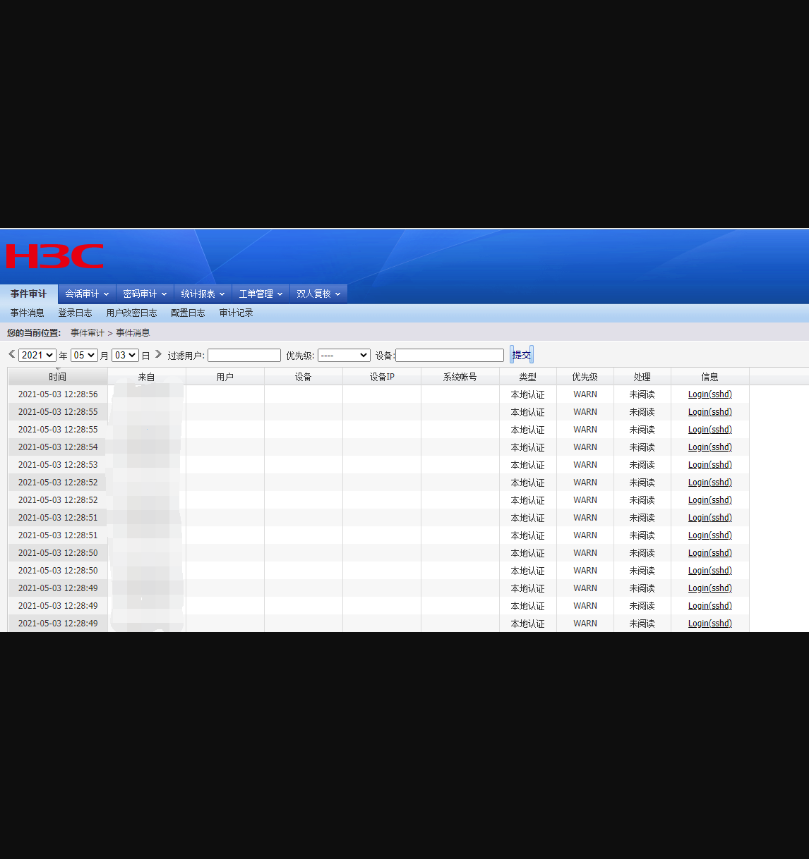 H3C
事件审计 会话审计 密码审计 统计报表 工单管理 双人复核
事件消息 登录日志 用户改密日志 配置日志 审计记录
您的当前位置: 事件审计 > 事件消息
2021 年 05 月 03 日 过滤用户: 优先级: ---- 设备: 提交
时间 来自 用户 设备 设备IP 系统帐号 类型 优先级 处理 信息
2021-05-03 12:28:56 本地认证 WARN 未阅读 Login(sshd)
2021-05-03 12:28:55 本地认证 WARN 未阅读 Login(sshd)
2021-05-03 12:28:55 本地认证 WARN 未阅读 Login(sshd)
2021-05-03 12:28:54 本地认证 WARN 未阅读 Login(sshd)
2021-05-03 12:28:53 本地认证 WARN 未阅读 Login(sshd)
2021-05-03 12:28:52 本地认证 WARN 未阅读 Login(sshd)
2021-05-03 12:28:52 本地认证 WARN 未阅读 Login(sshd)
2021-05-03 12:28:51 本地认证 WARN 未阅读 Login(sshd)
2021-05-03 12:28:51 本地认证 WARN 未阅读 Login(sshd)
2021-05-03 12:28:50 本地认证 WARN 未阅读 Login(sshd)
2021-05-03 12:28:50 本地认证 WARN 未阅读 Login(sshd)
2021-05-03 12:28:49 本地认证 WARN 未阅读 Login(sshd)
2021-05-03 12:28:49 本地认证 WARN 未阅读 Login(sshd)
2021-05-03 12:28:49 本地认证 WARN 未阅读 Login(sshd)